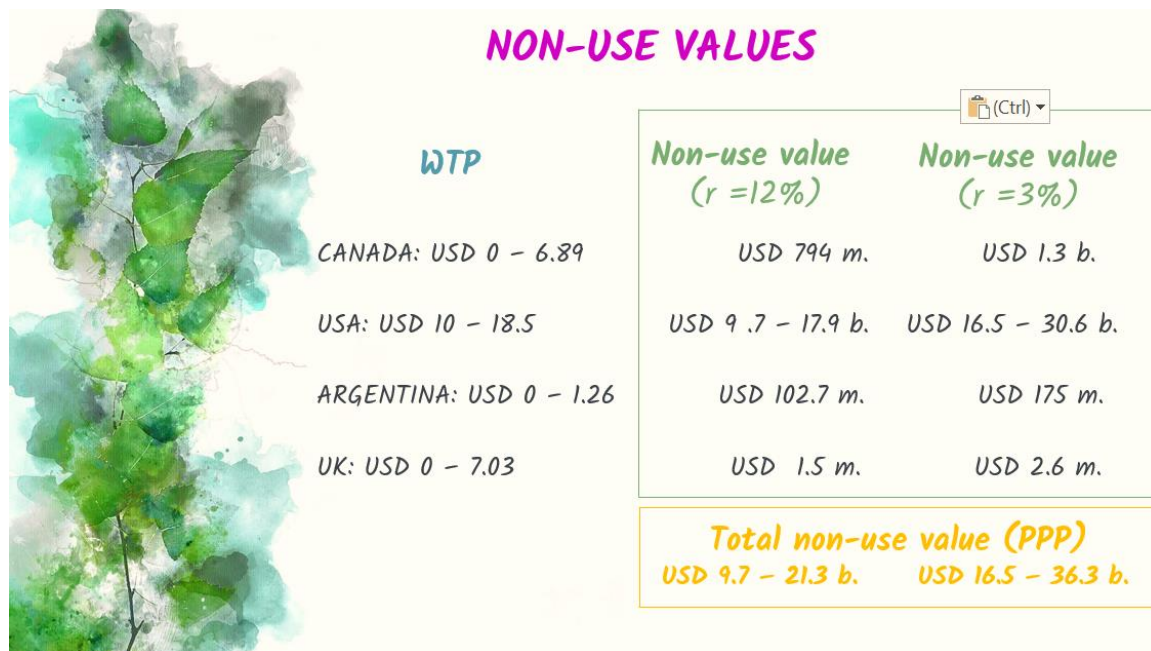 NON-USE VALUES
(Ctrl)
WTP
Non-use value
(r =12%)
Non-use value
(r =3%)
CANADA: USD 0 – 6.89
USD 794 m.
USD 1.3 b.
USA: USD 10 – 18.5
USD 9 .7 – 17.9 b.
USD 16.5 – 30.6 b.
ARGENTINA: USD 0 – 1.26
USD 102.7 m.
USD 175 m.
UK: USD 0 – 7.03
USD 1.5 m.
USD 2.6 m.
Total non-use value (PPP)
USD 9.7 – 21.3 b.
USD 16.5 – 36.3 b.